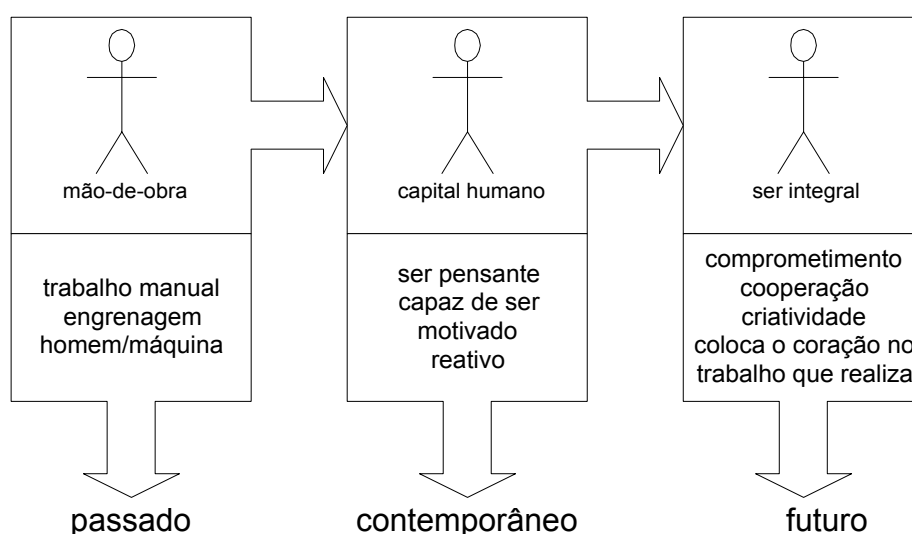 mão-de-obra
trabalho manual
engrenagem
homem/máquina
passado
capital humano
ser pensante
capaz de ser
motivado
reativo
contemporâneo
ser integral
comprometimento
cooperação
criatividade
coloca o coração no
trabalho que realiza
futuro